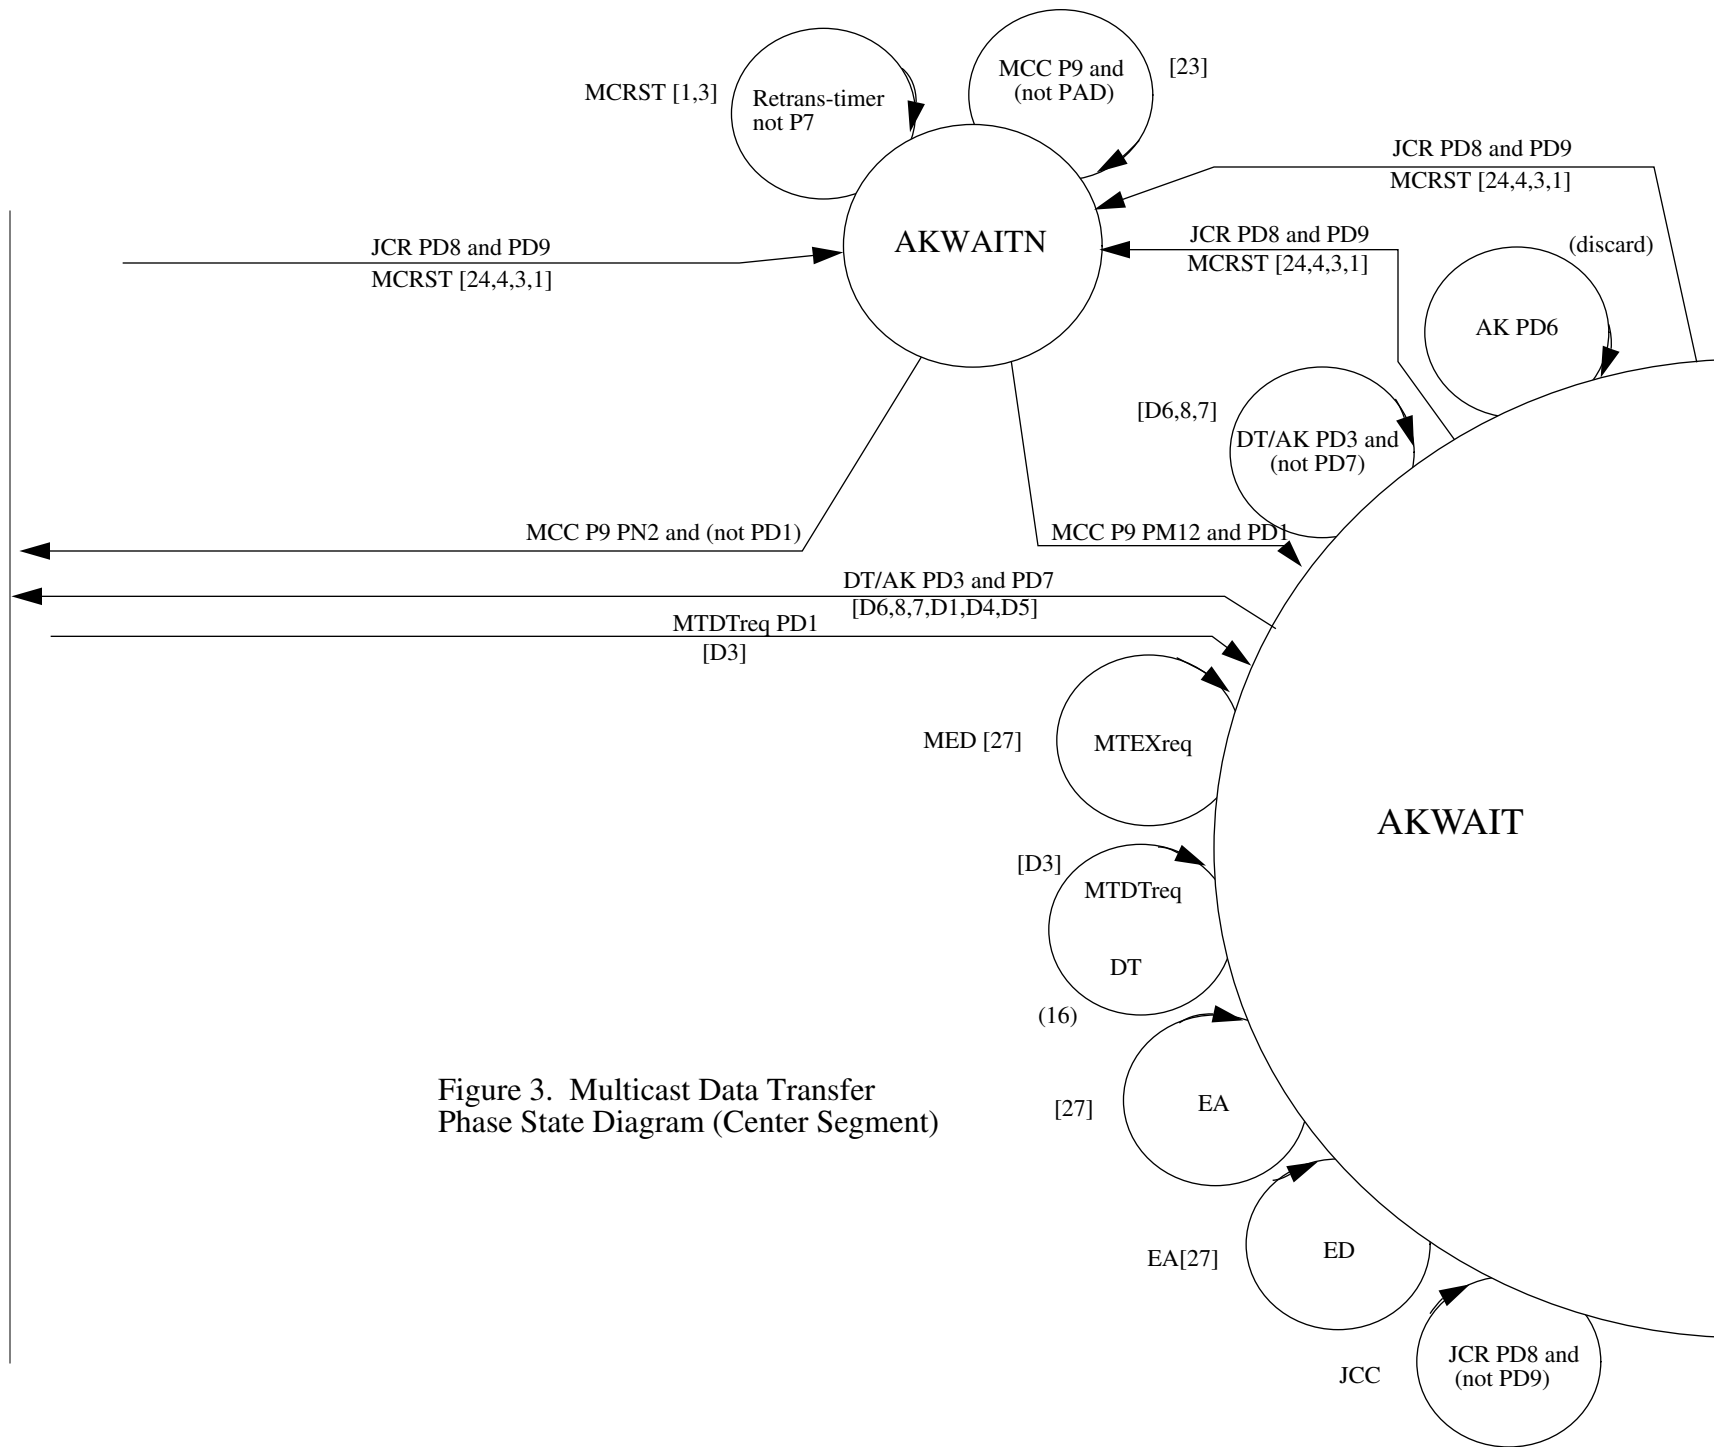 MCRST [1,3]
Retrans-timer
not P7
MCC P9 and
(not PAD)
[23]
JCR PD8 and PD9
MCRST [24,4,3,1]
AKWAITN
JCR PD8 and PD9
MCRST [24,4,3,1]
JCR PD8 and PD9
MCRST [24,4,3,1]
(discard)
AK PD6
[D6,8,7]
DT/AK PD3 and
(not PD7)
MCC P9 PN2 and (not PD1)
MCC P9 PM12 and PD1
DT/AK PD3 and PD7
[D6,8,7,D1,D4,D5]
MTDTreq PD1
[D3]
MED [27]
MTEXreq
AKWAIT
[D3]
MTDTreq
DT
(16)
Figure 3.  Multicast Data Transfer
Phase State Diagram (Center Segment)
[27]
EA
EA[27]
ED
JCC
JCR PD8 and
(not PD9)